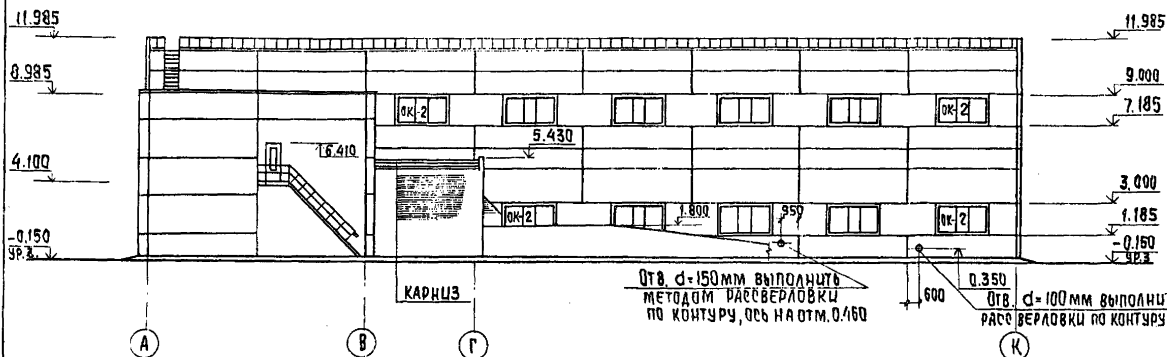 11.985
11.985
8.985
9.000
7.185
ОК-2
ОК-2
5.430
6.410
4.100
3.000
ОК-2
1.800
950
ОК-2
1.185
-0.150
УР.З.
-0.150
УР.З
КАРНИЗ
ОТВ. d=150ММ ВЫПОЛНИТЬ
МЕТОДОМ РАССВЕРЛОВКИ
ПО КОНТУРУ, ОСЬ НА ОТМ. 0.460
600
0.350
ОТВ. d=100ММ ВЫПОЛНИ
РАССВЕРЛОВКИ ПО КОНТУРУ
А
В
Г
К